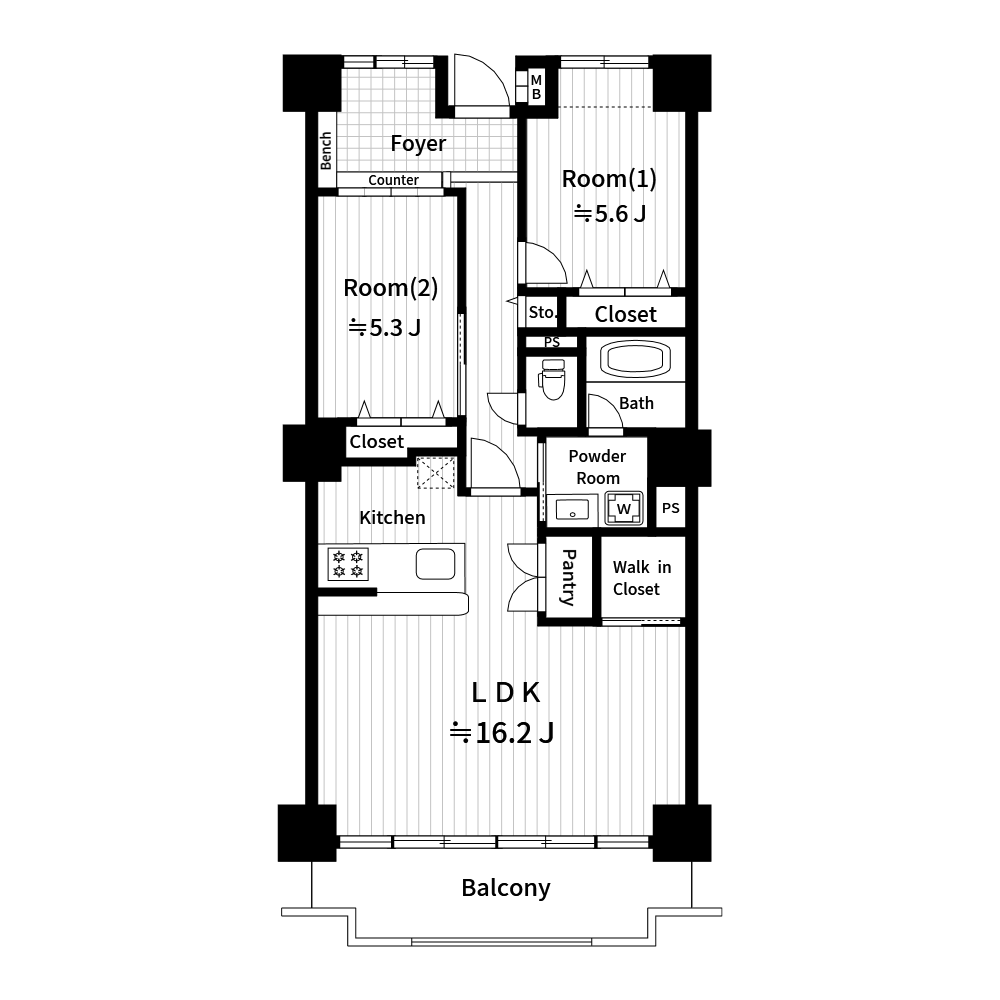 M
B
Foyer
Bench
Counter
Room(1)
≒5.6 J
Room(2)
≒5.3 J
Sto.
Closet
PS
Bath
Closet
Powder
Room
W
PS
Kitchen
Pantry
Walk in
Closet
ＬＤＫ
≒16.2 J
Balcony